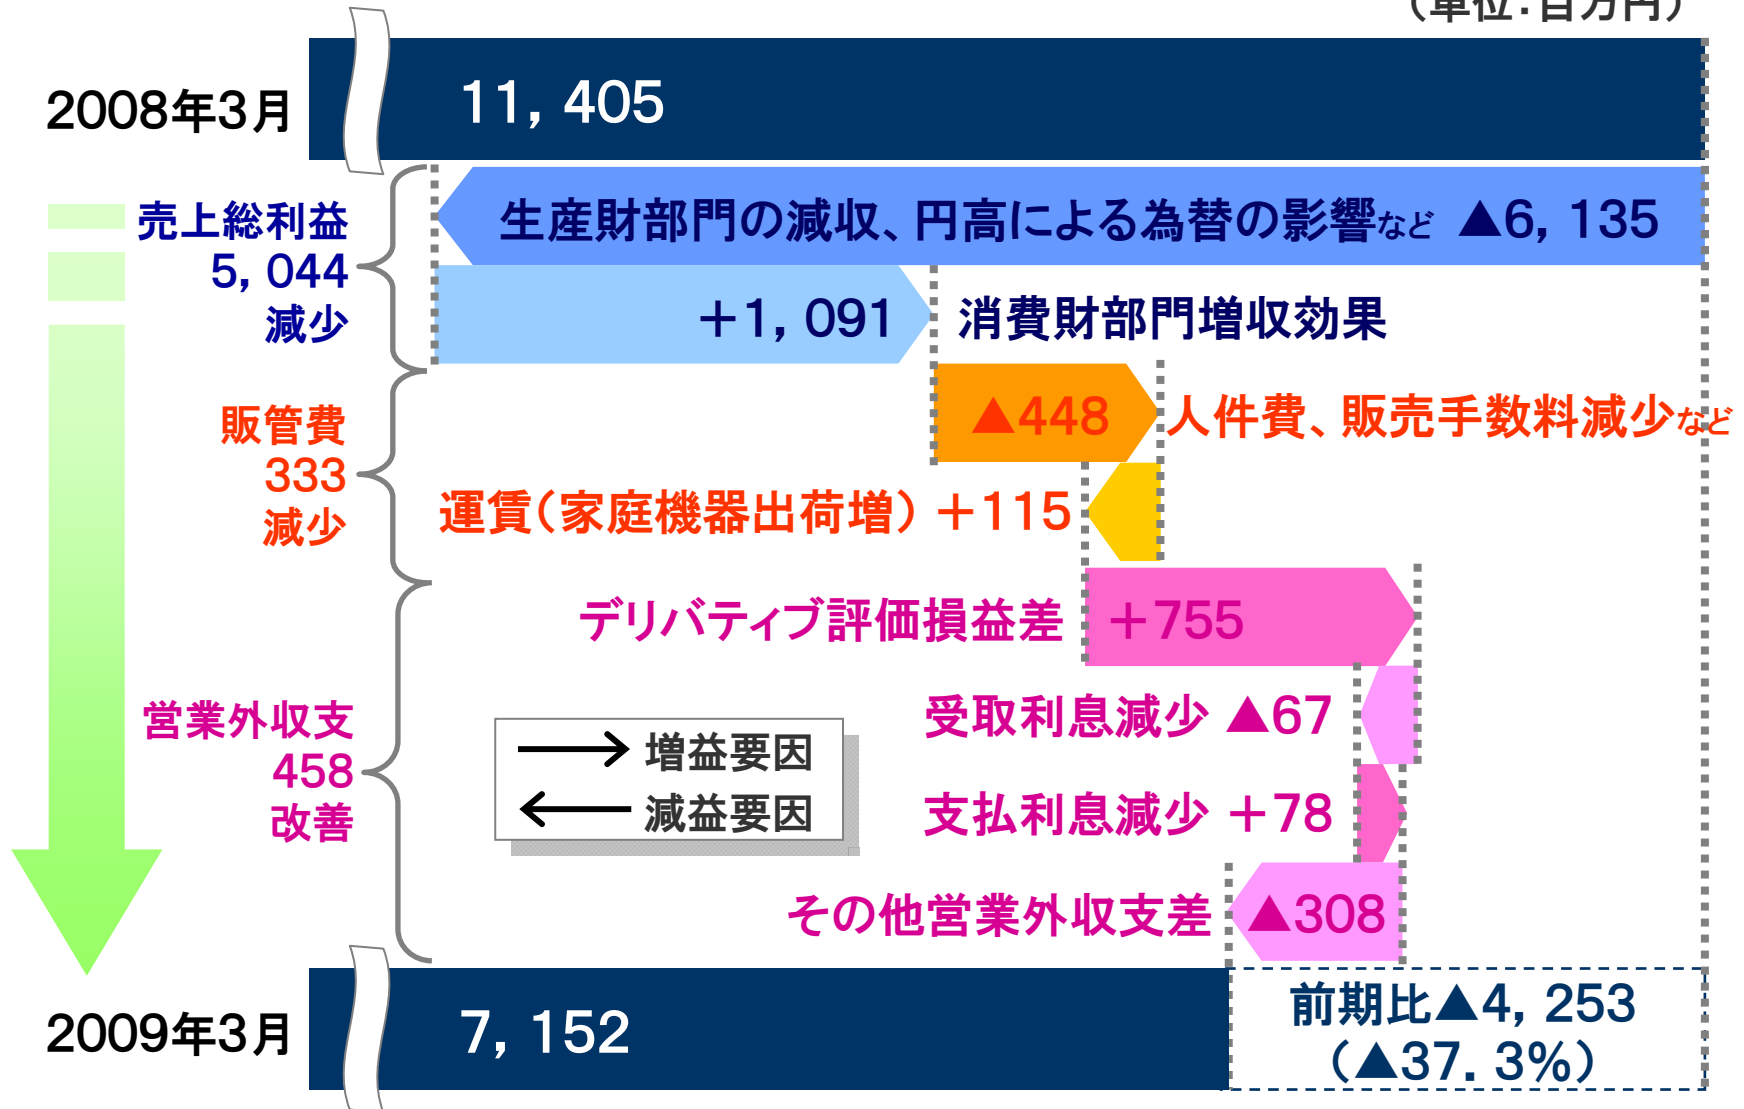 （単位：百万円）
2008年3月
11，405
売上総利益
5，044
減少
生産財部門の減収、円高による為替の影響など ▲6，135
＋1，091
消費財部門増収効果
販管費
333
減少
▲448
人件費、販売手数料減少など
運賃（家庭機器出荷増）＋115
営業外収支
458
改善
デリバティブ評価損益差
＋755
受取利息減少 ▲67
支払利息減少 ＋78
その他営業外収支差
▲308
増益要因
減益要因
2009年3月
7，152
前期比▲4，253
（▲37．3％）